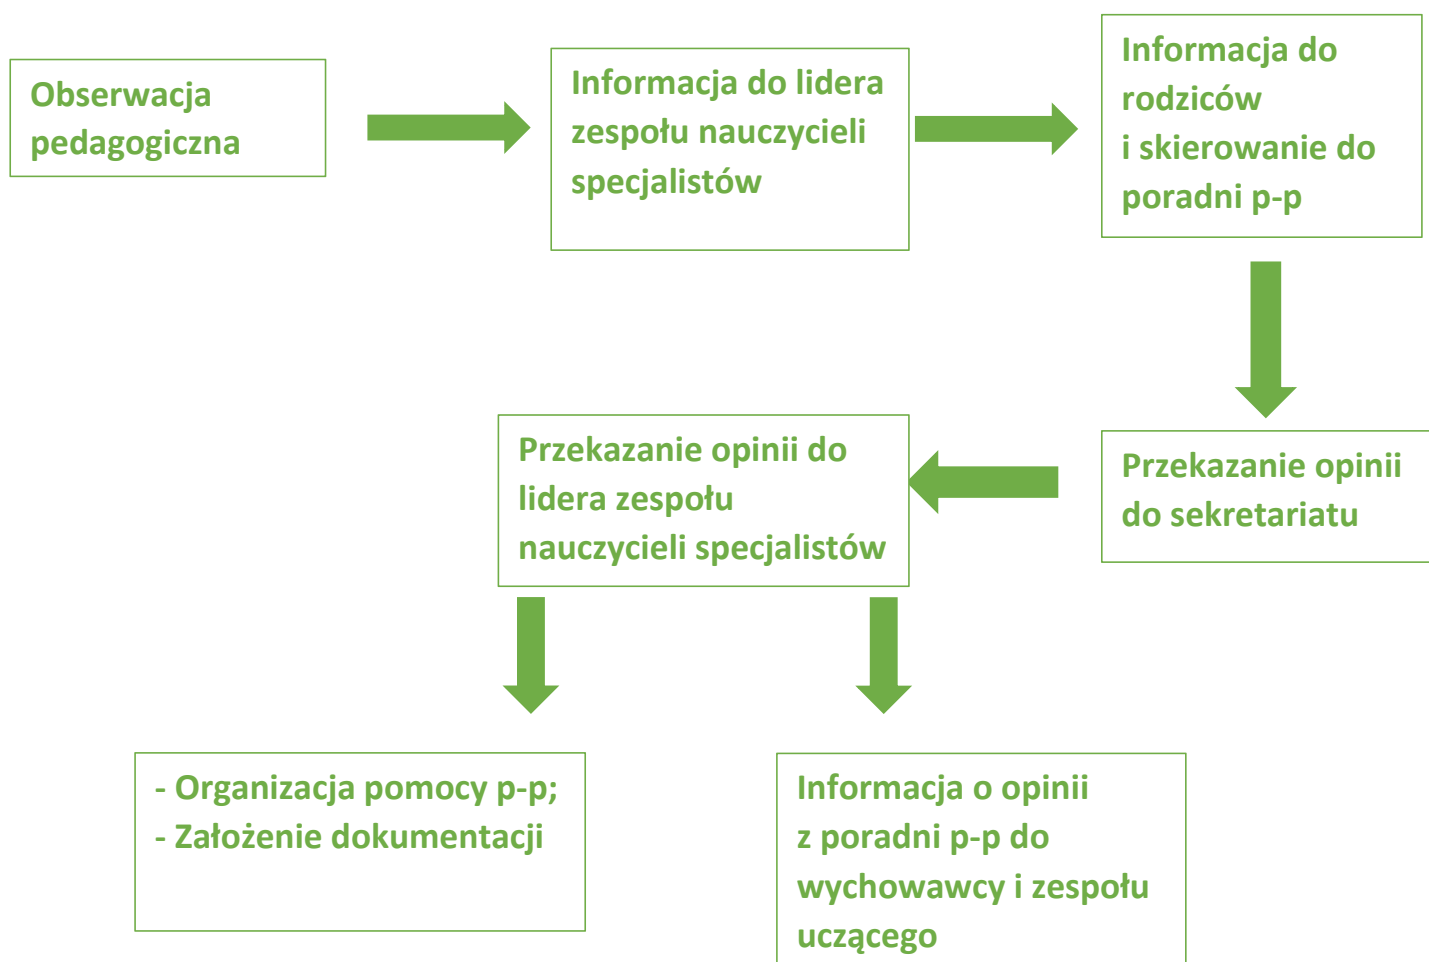 Obserwacja
pedagogiczna
Informacja do lidera
zespołu nauczycieli
specjalistów
Informacja do
rodziców
i skierowanie do
poradni p-p
Przekazanie opinii
do sekretariatu
Przekazanie opinii do
lidera zespołu
nauczycieli specjalistów
- Organizacja pomocy p-p;
- Założenie dokumentacji
Informacja o opinii
z poradni p-p do
wychowawcy i zespołu
uczącego